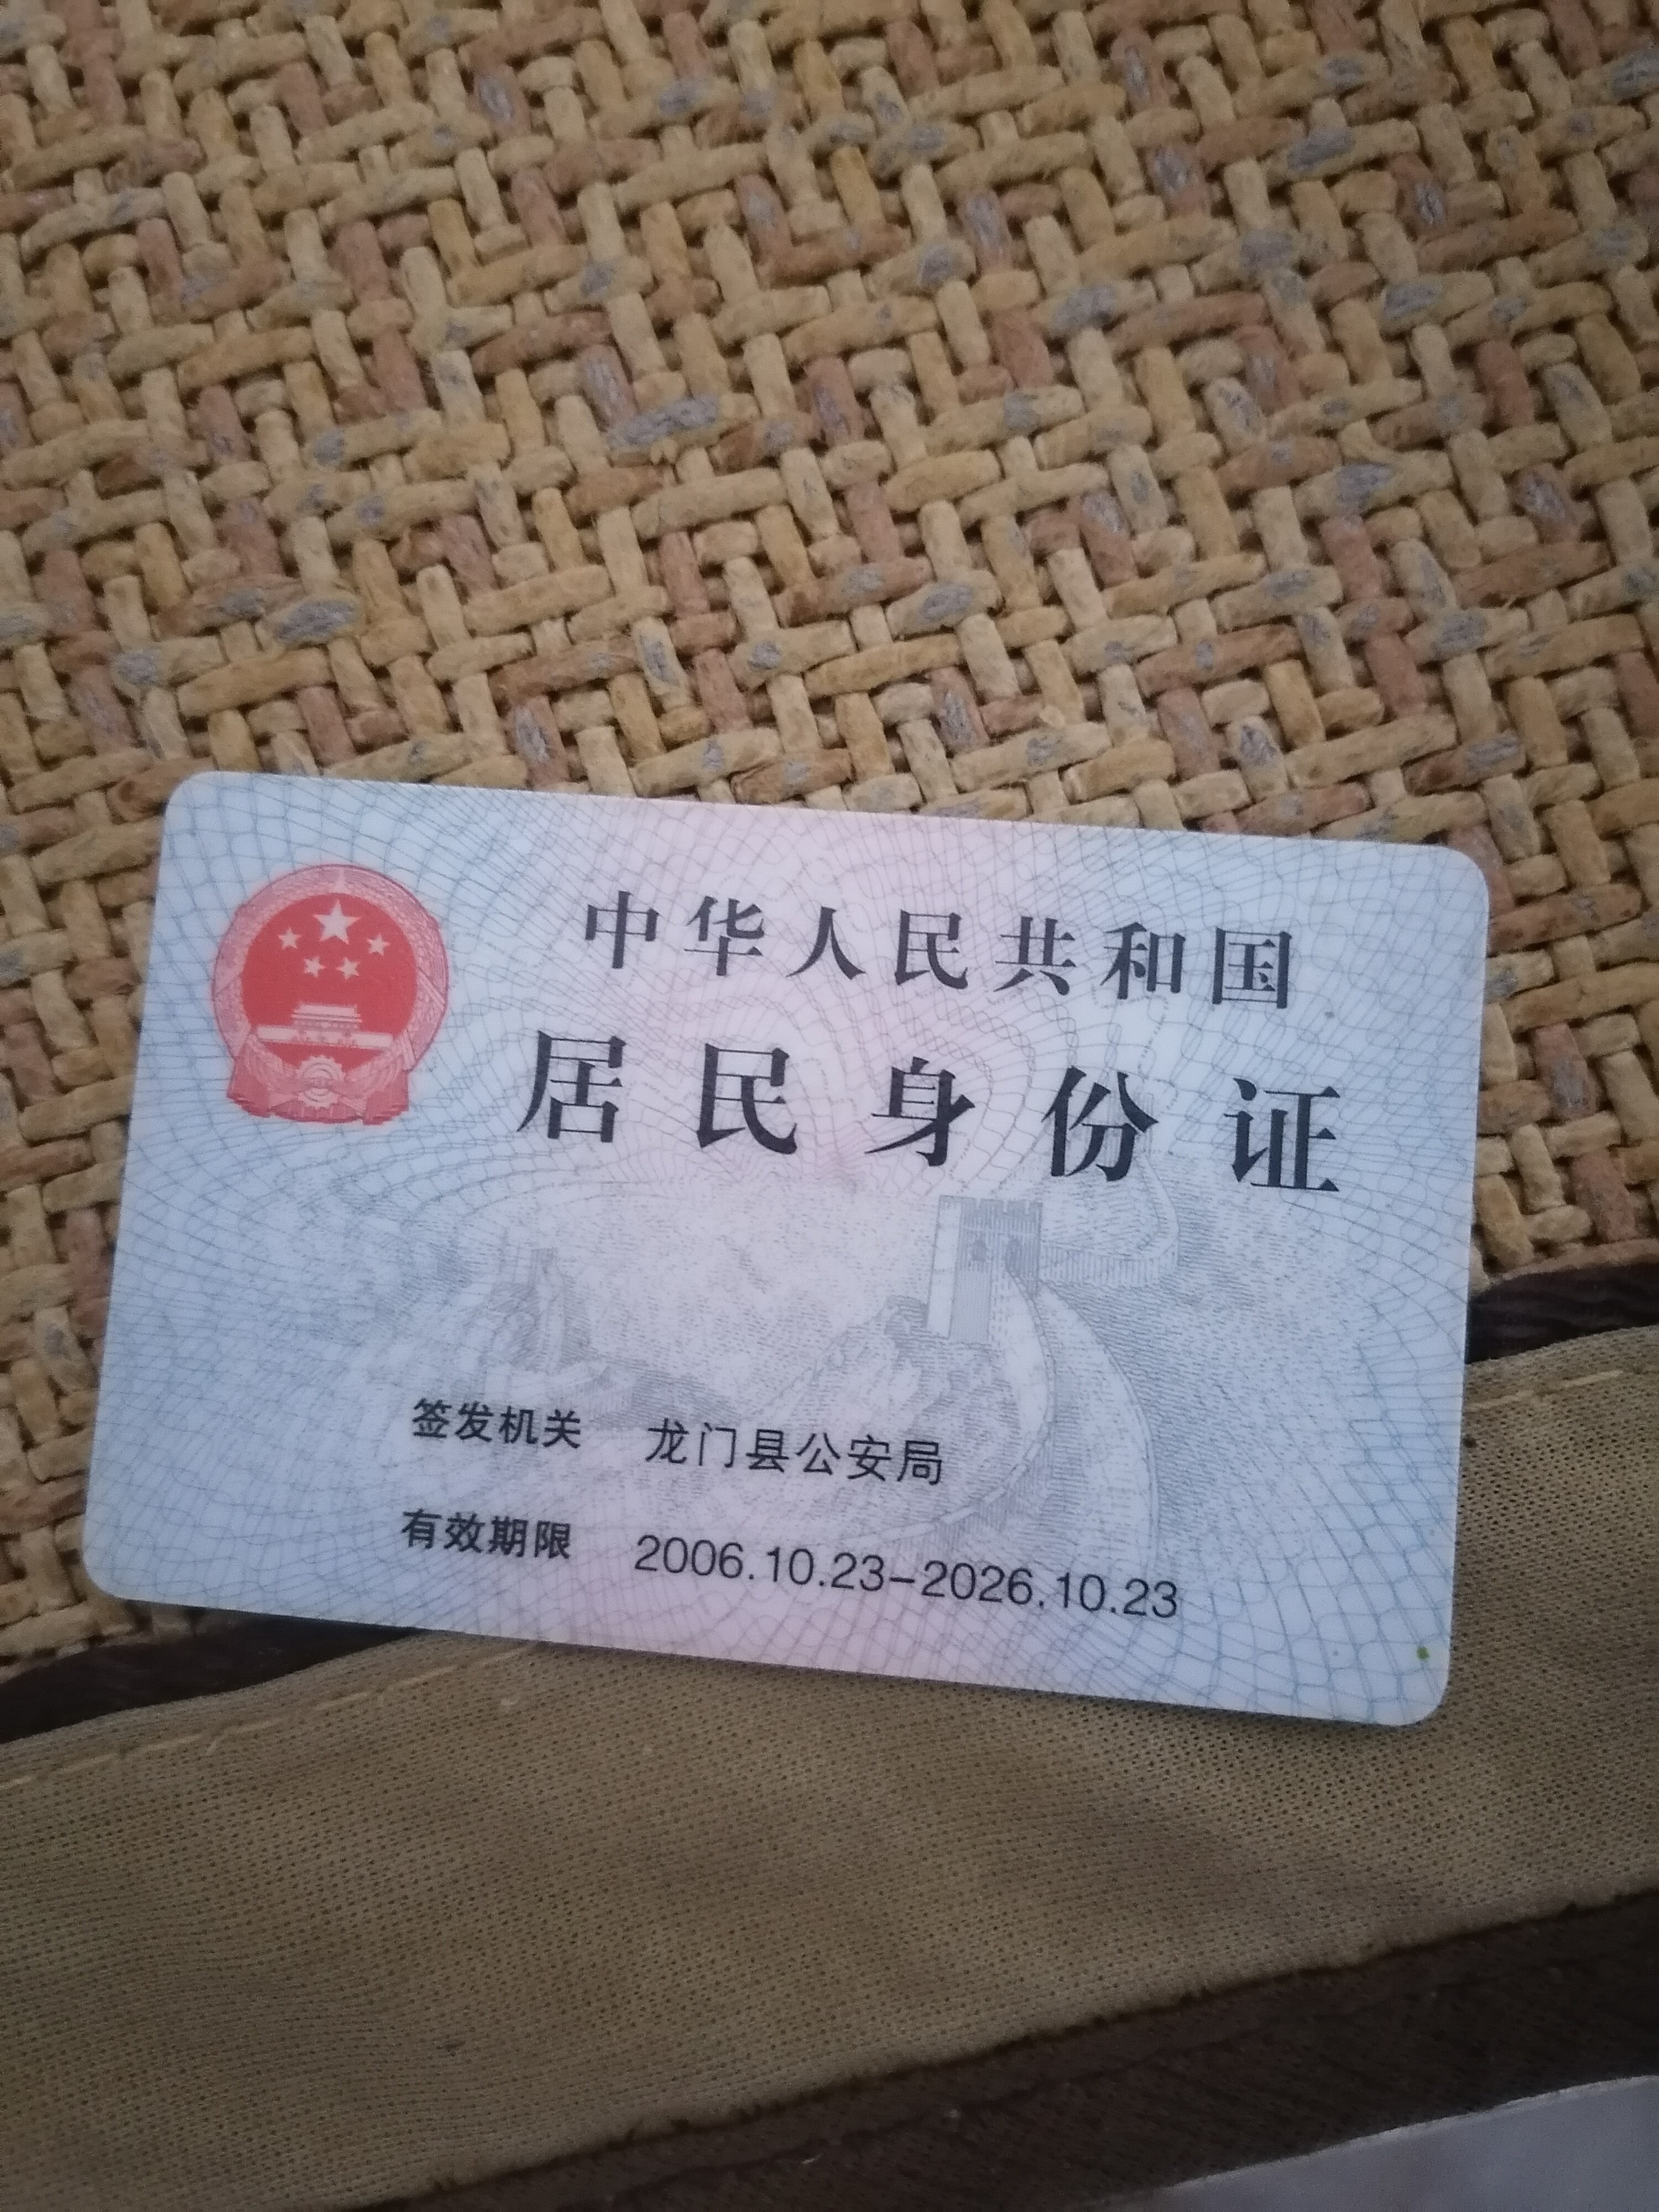 中华人民共和国
居民身份证
签发机关 龙门县公安局
有效期限 2006.10.23-2026.10.23